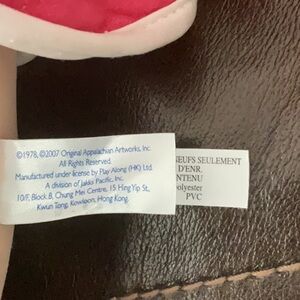 ©1978, ©2007 Original Appalachian Artworks, Inc.
All Rights Reserved.
Manufactured under license by Play Along (HK) Ltd.
A division of Jakks Pacific, Inc.
10/F, Block B, Chung Mei Centre, 15 Hing Yip St.,
Kwun Tong, Kowloon, Hong Kong.
NEUFS SEULEMENT
D'ENR.
NTENU
olyester
PVC